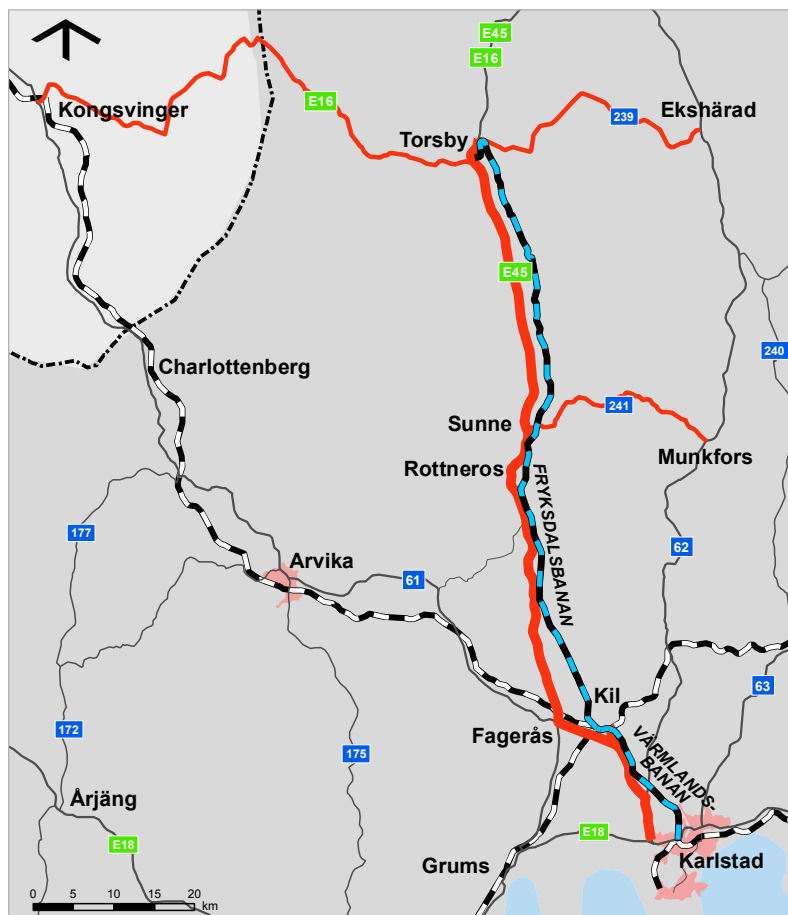 E45
E16
Kongsvinger
E16
Ekshärad
239
Torsby
E45
240
Charlottenberg
241
Sunne
Munkfors
Rottneros
FRYKSDALSBANAN
177
62
Arvika
61
Kil
63
172
Fagerås
VÄRMLANDS-
BANAN
175
Årjäng
E18
E18
Karlstad
Grums
0 5 10 15 20
km